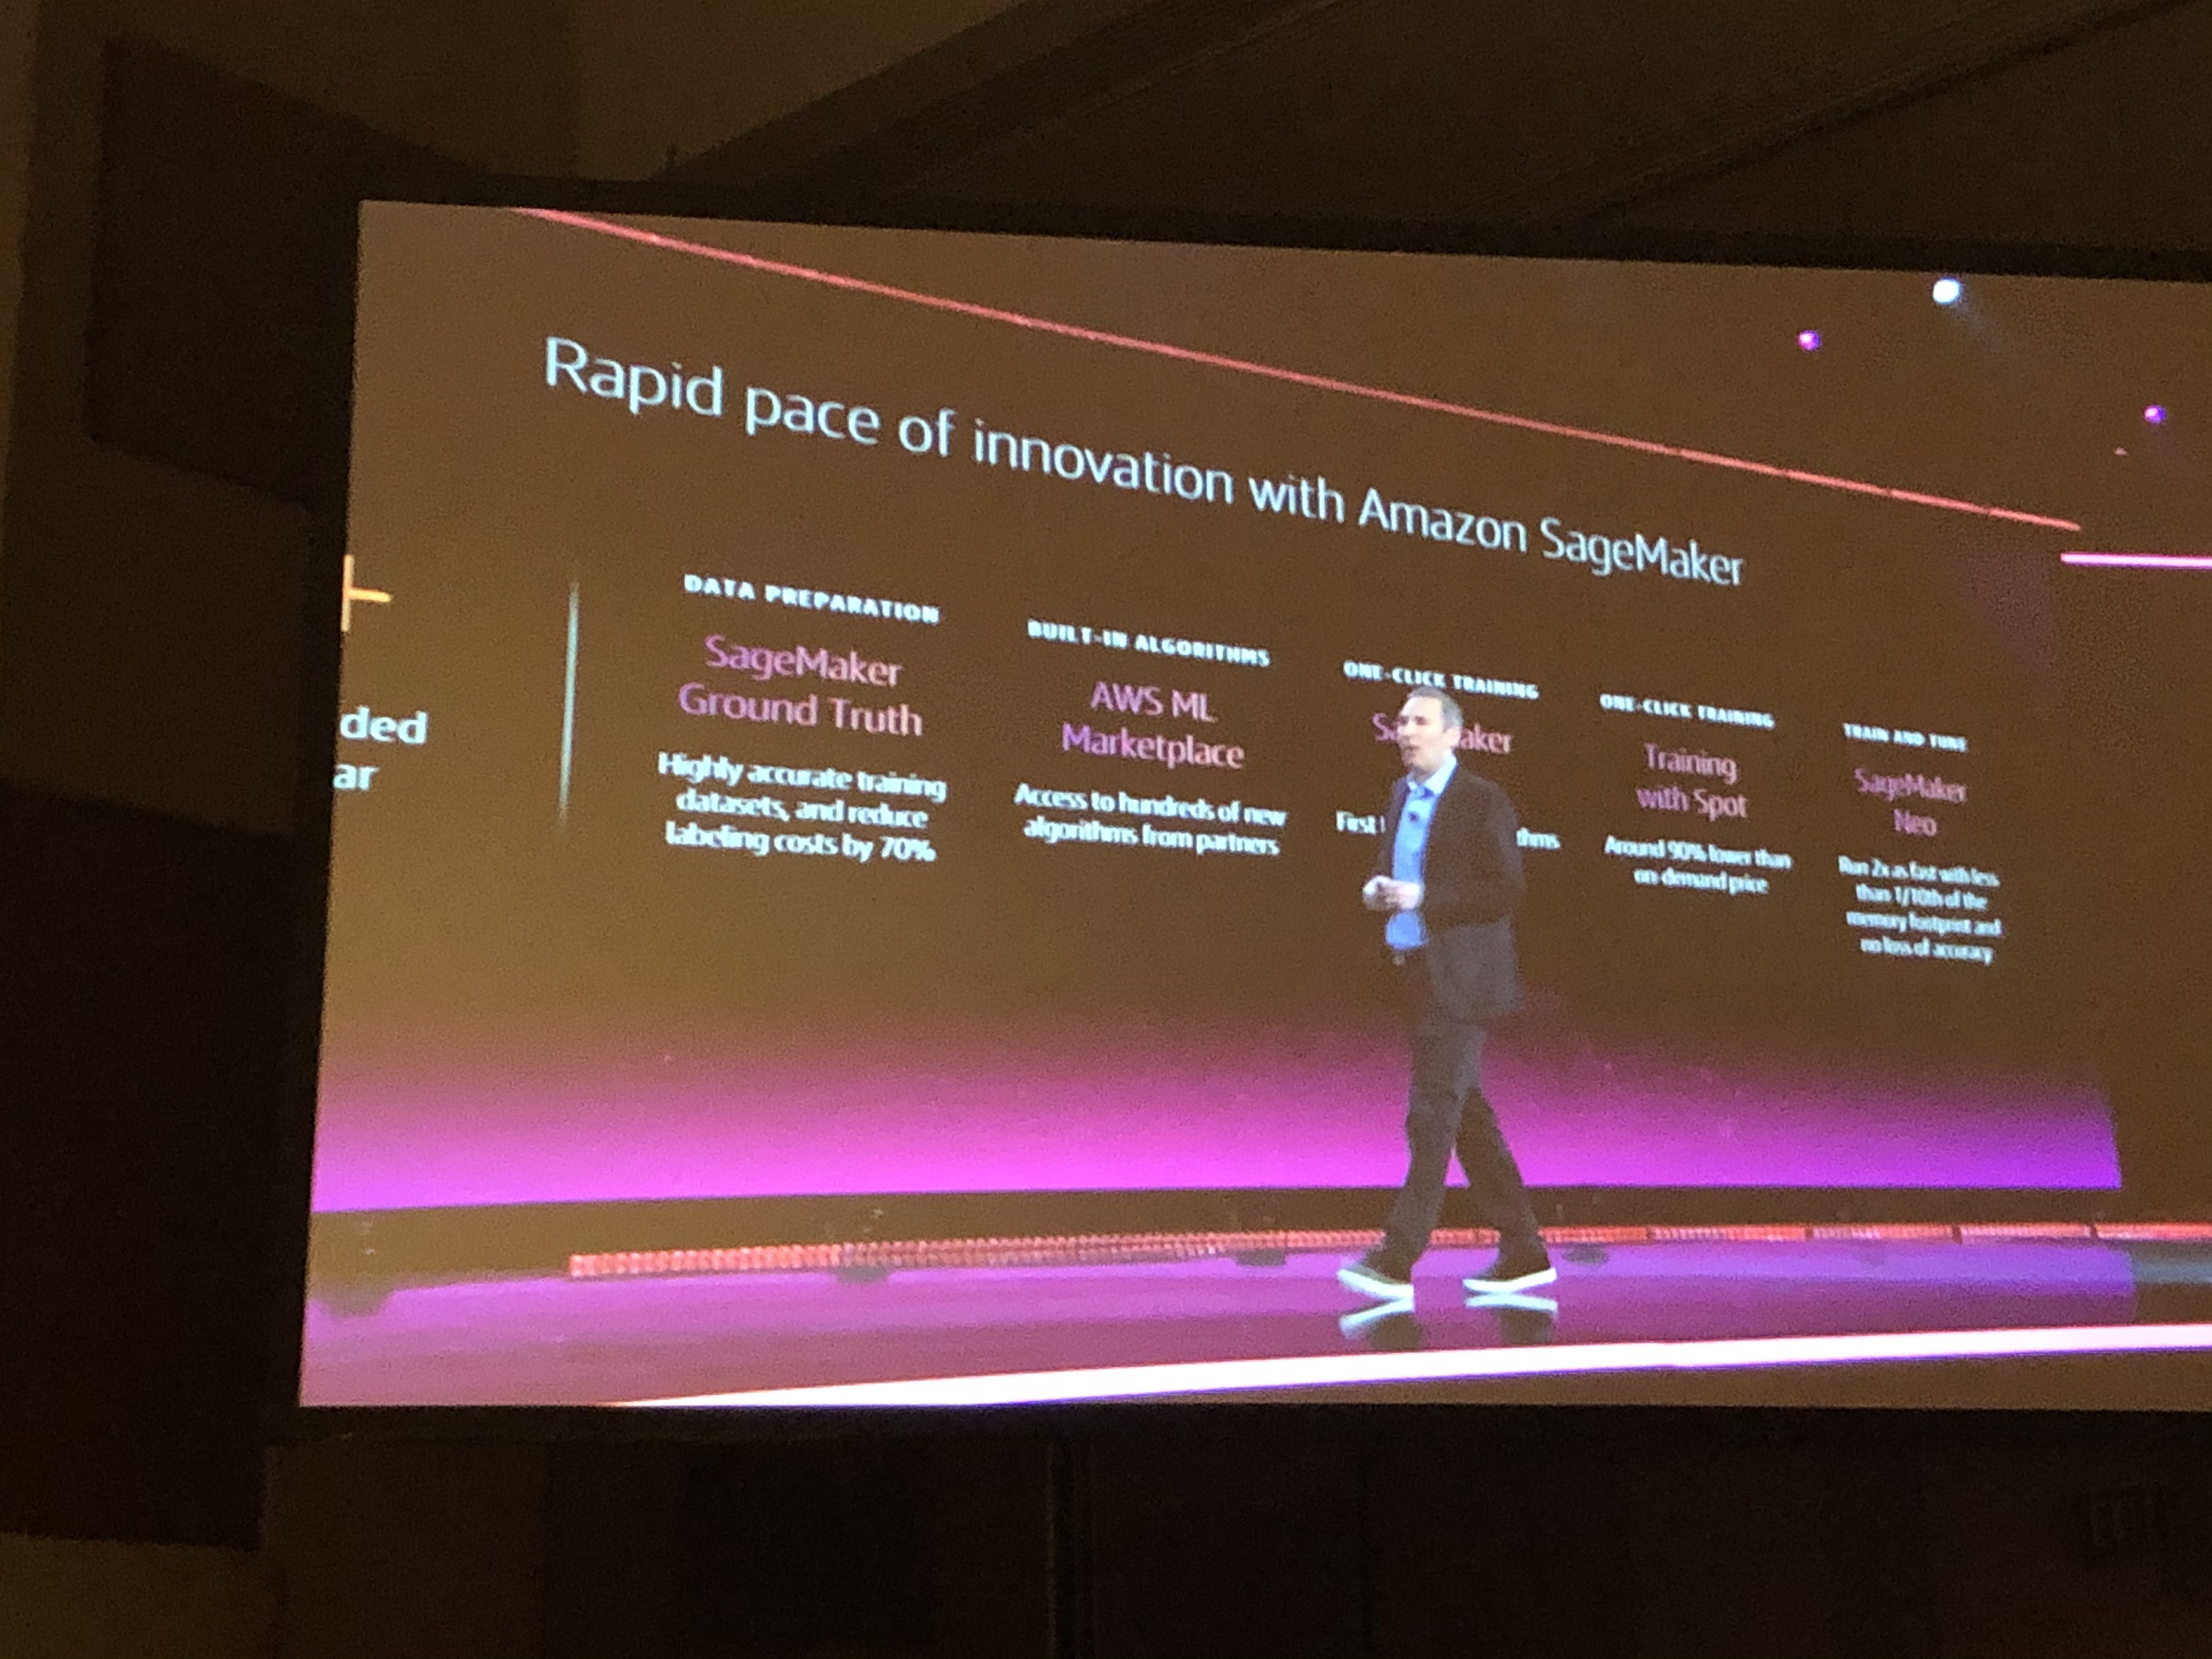 Rapid pace of innovation with Amazon SageMaker
ded
ar
DATA PREPARATION
SageMaker
Ground Truth
Highly accurate training
datasets, and reduce
labeling costs by 70%
BUILT-IN ALGORITHMS
AWS ML
Marketplace
Access to hundreds of new
algorithms from partners
ONE-CLICK TRAINING
Sa aker
First
thms
ONE-CLICK TRAINING
Training
with Spot
Around 90% lower than
on-demand price
TRAIN AND TUNE
SageMaker
Neo
Run 2x as fast with less
than 1/10th of the
memory footprint and
no loss of accuracy